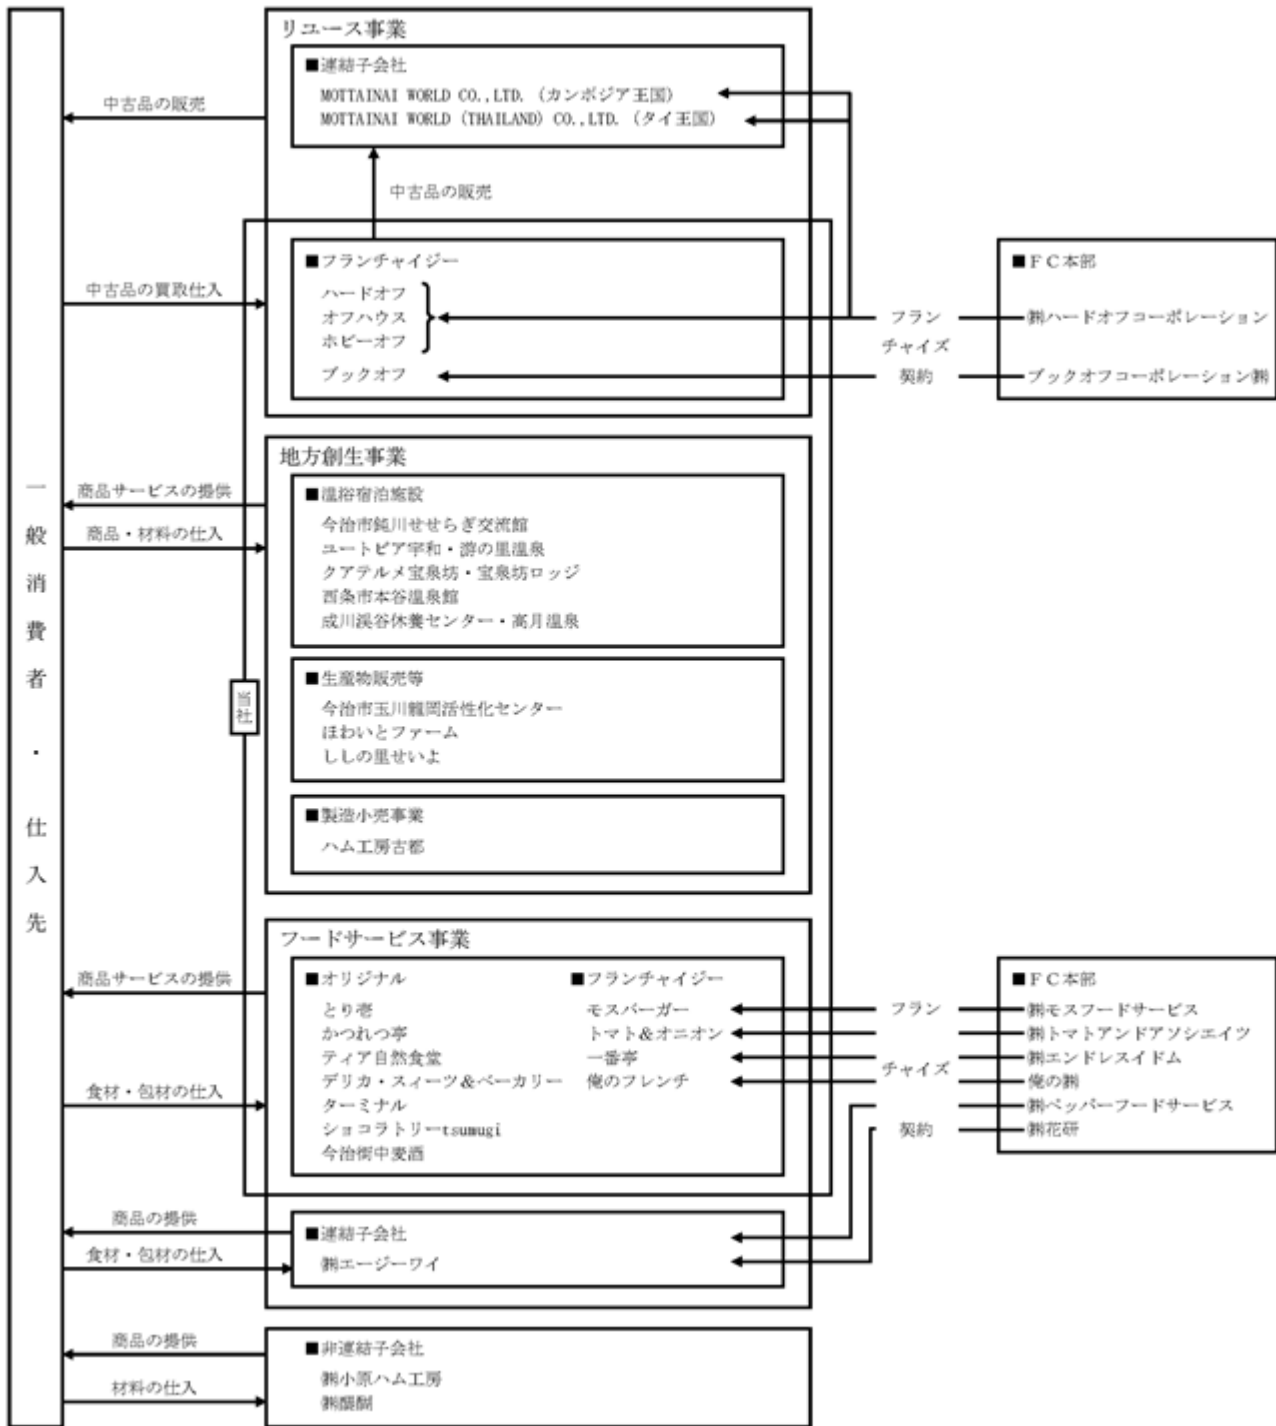 一般消費者・仕入先
リユース事業
■連結子会社
MOTTAINAI WORLD CO.,LTD.（カンボジア王国）
MOTTAINAI WORLD (THAILAND) CO.,LTD.（タイ王国）
中古品の販売
中古品の販売
■フランチャイジー
ハードオフ
オフハウス
ホビーオフ
ブックオフ
中古品の買取仕入
フラン
チャイズ
契約
■ＦＣ本部
㈱ハードオフコーポレーション
ブックオフコーポレーション㈱
地方創生事業
商品サービスの提供
商品・材料の仕入
■温浴宿泊施設
今治市鈍川せせらぎ交流館
ユートピア宇和・游の里温泉
クアテルメ宝泉坊・宝泉坊ロッジ
西条市本谷温泉館
成川渓谷休養センター・高月温泉
当社
■生産物販売等
今治市玉川龍岡活性化センター
ほわいとファーム
ししの里せいよ
■製造小売事業
ハム工房古都
フードサービス事業
商品サービスの提供
食材・包材の仕入
■オリジナル
とり壱
かつれつ亭
ティア自然食堂
デリカ・スィーツ＆ベーカリー
ターミナル
ショコラトリーtsumugi
今治街中麦酒
■フランチャイジー
モスバーガー
トマト＆オニオン
一番亭
俺のフレンチ
フラン
チャイズ
契約
■ＦＣ本部
㈱モスフードサービス
㈱トマトアンドアソシエイツ
㈱エンドレスイドム
俺の㈱
㈱ペッパーフードサービス
㈱花研
商品の提供
食材・包材の仕入
■連結子会社
㈱エージーワイ
商品の提供
材料の仕入
■非連結子会社
㈱小原ハム工房
㈱醍醐